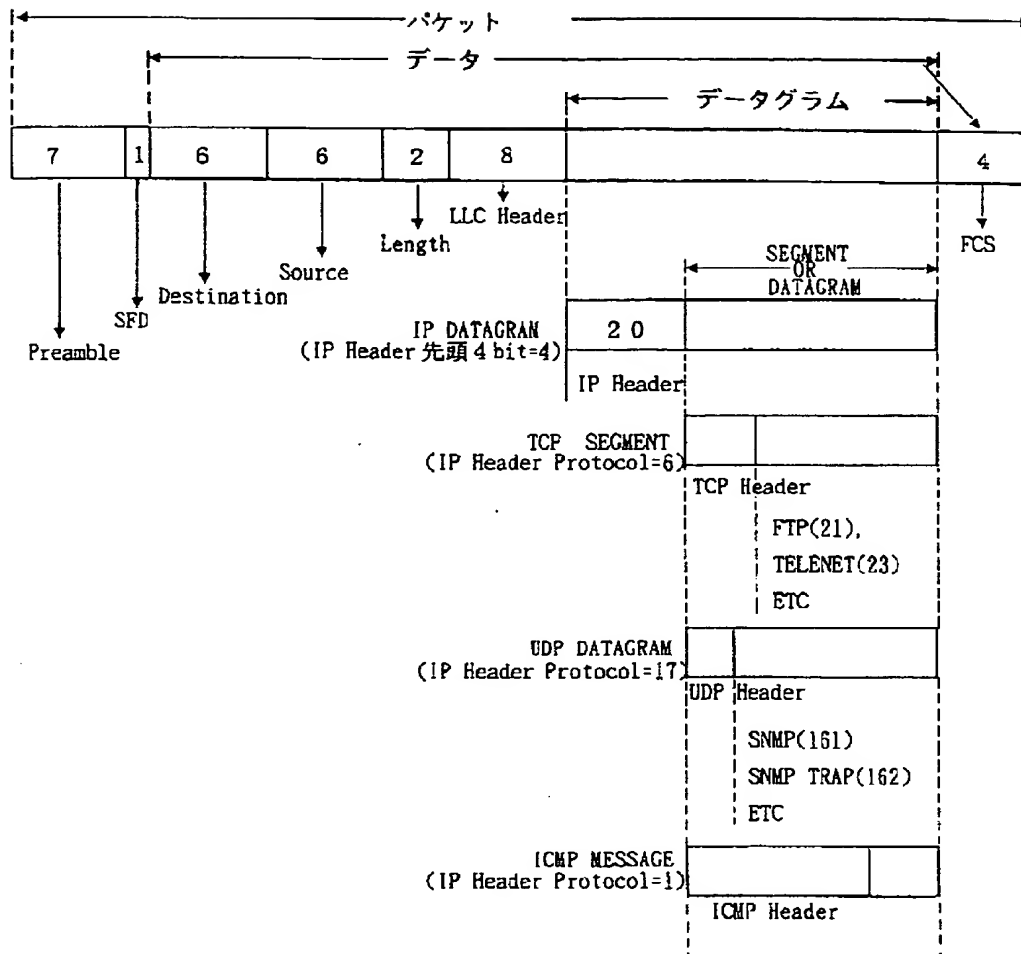 パケット
データ
データグラム
7 1 6 6 2 8 4
LLC Header
Length
FCS
Source
SEGMENT
OR
DATAGRAM
Destination
SFD
Preamble
IP DATAGRAN
(IP Header 先頭4bit=4)
20
IP Header
TCP SEGMENT
(IP Header Protocol=6)
TCP Header
FTP(21),
TELENET(23)
ETC
UDP DATAGRAM
(IP Header Protocol=17)
UDP Header
SNMP(161)
SNMP TRAP(162)
ETC
ICMP MESSAGE
(IP Header Protocol=1)
ICMP Header